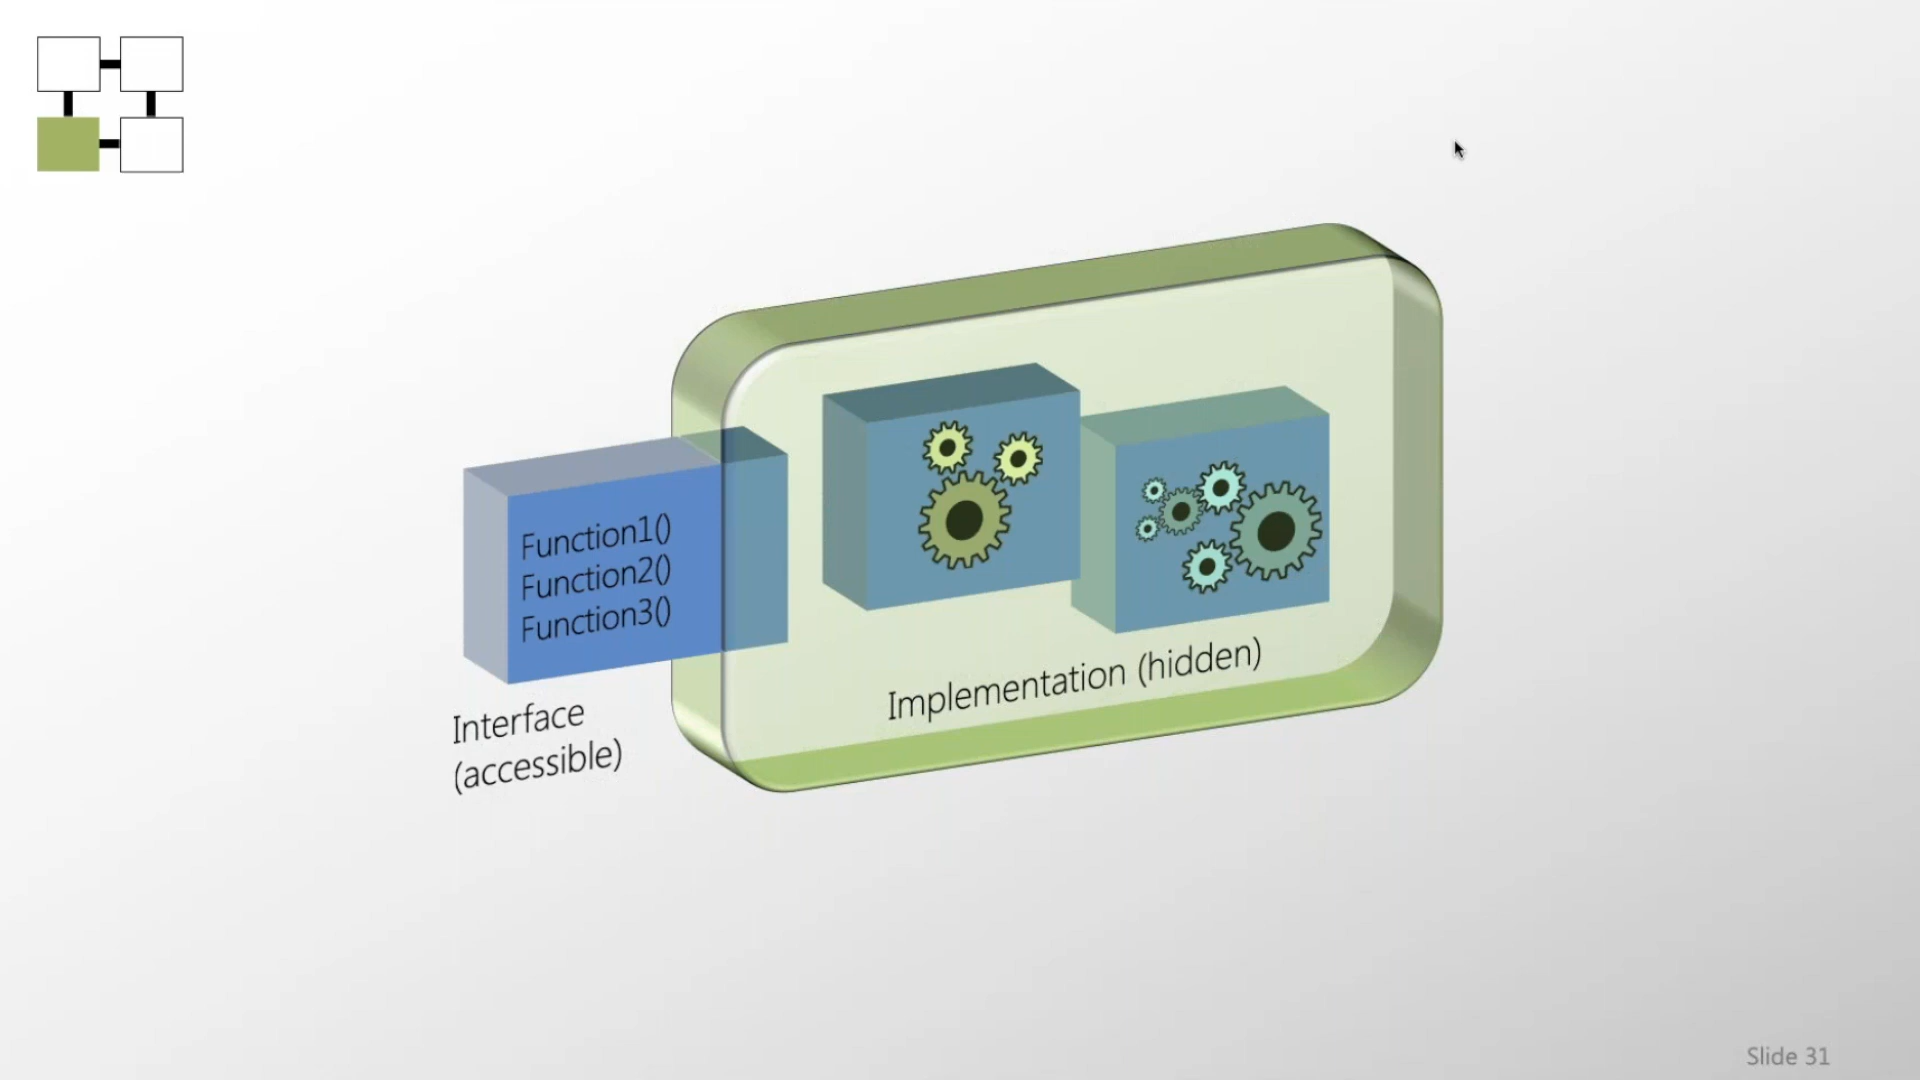 Function1()
Function2()
Function3()
Interface
(accessible)
Implementation (hidden)
Slide 31